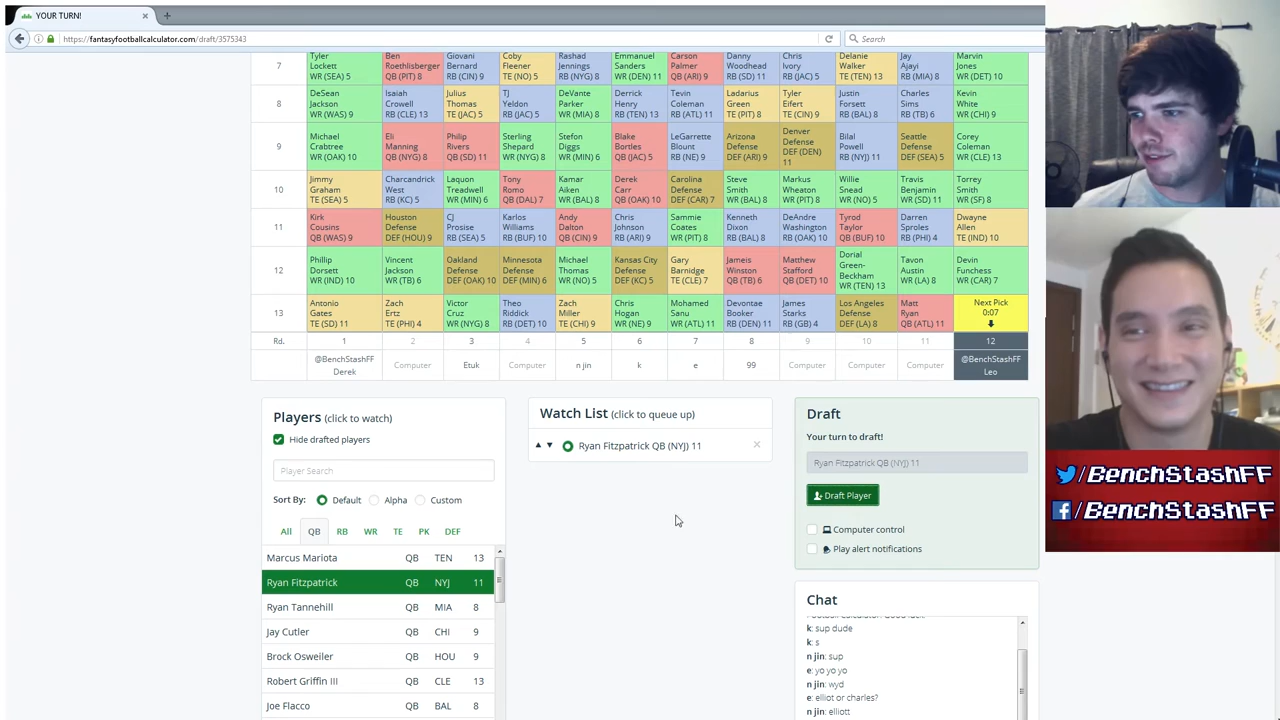 YOUR TURN!
https://fantasyfootballcalculator.com/draft/3575343
Search
7
Tyler Lockett WR (SEA) 5
Ben Roethlisberger QB (PIT) 8
Giovani Bernard RB (CIN) 9
Coby Fleener TE (NO) 5
Rashad Jennings RB (NYG) 8
Emmanuel Sanders WR (DEN) 11
Carson Palmer QB (ARI) 9
Danny Woodhead RB (SD) 11
Chris Ivory RB (JAC) 5
Delanie Walker TE (TEN) 13
Jay Ajayi RB (MIA) 8
Marvin Jones WR (DET) 10
8
DeSean Jackson WR (WAS) 9
Isaiah Crowell RB (CLE) 13
Julius Thomas TE (JAC) 5
TJ Yeldon RB (JAC) 5
DeVante Parker WR (MIA) 8
Derrick Henry RB (TEN) 13
Tevin Coleman RB (ATL) 11
Ladarius Green TE (PIT) 8
Tyler Eifert TE (CIN) 9
Justin Forsett RB (BAL) 8
Charles Sims RB (TB) 6
Kevin White WR (CHI) 9
9
Michael Crabtree WR (OAK) 10
Eli Manning QB (NYG) 8
Philip Rivers QB (SD) 11
Sterling Shepard WR (NYG) 8
Stefon Diggs WR (MIN) 6
Blake Bortles QB (JAC) 5
LeGarrette Blount RB (NE) 9
Arizona Defense DEF (ARI) 9
Denver Defense DEF (DEN) 11
Bilal Powell RB (NYJ) 11
Seattle Defense DEF (SEA) 5
Corey Coleman WR (CLE) 13
10
Jimmy Graham TE (SEA) 5
Charcandrick West RB (KC) 5
Laquon Treadwell WR (MIN) 6
Tony Romo QB (DAL) 7
Kamar Aiken WR (BAL) 8
Derek Carr QB (OAK) 10
Carolina Defense DEF (CAR) 7
Steve Smith WR (BAL) 8
Markus Wheaton WR (PIT) 8
Willie Snead WR (NO) 5
Travis Benjamin WR (SD) 11
Torrey Smith WR (SF) 8
11
Kirk Cousins QB (WAS) 9
Houston Defense DEF (HOU) 9
CJ Prosise RB (SEA) 5
Karlos Williams RB (BUF) 10
Andy Dalton QB (CIN) 9
Chris Johnson RB (ARI) 9
Sammie Coates WR (PIT) 8
Kenneth Dixon RB (BAL) 8
DeAndre Washington RB (OAK) 10
Tyrod Taylor QB (BUF) 10
Darren Sproles RB (PHI) 4
Dwayne Allen TE (IND) 10
12
Phillip Dorsett WR (IND) 10
Vincent Jackson WR (TB) 6
Oakland Defense DEF (OAK) 10
Minnesota Defense DEF (MIN) 6
Michael Thomas WR (NO) 5
Kansas City Defense DEF (KC) 5
Gary Barnidge TE (CLE) 7
Jameis Winston QB (TB) 6
Matthew Stafford QB (DET) 10
Dorial Green-Beckham WR (TEN) 13
Tavon Austin WR (LA) 8
Devin Funchess WR (CAR) 7
13
Antonio Gates TE (SD) 11
Zach Ertz TE (PHI) 4
Victor Cruz WR (NYG) 8
Theo Riddick RB (DET) 10
Zach Miller TE (CHI) 9
Chris Hogan WR (NE) 9
Mohamed Sanu WR (ATL) 11
Devontae Booker RB (DEN) 11
James Starks RB (GB) 4
Los Angeles Defense DEF (LA) 8
Matt Ryan QB (ATL) 11
Next Pick 0:07
Rd. 1 2 3 4 5 6 7 8 9 10 11 12
@BenchStashFF Derek
Computer
Etuk
Computer
n jin
k
e
99
Computer
Computer
Computer
@BenchStashFF Leo
Players (click to watch)
Hide drafted players
Player Search
Sort By: Default Alpha Custom
All QB RB WR TE PK DEF
Marcus Mariota QB TEN 13
Ryan Fitzpatrick QB NYJ 11
Ryan Tannehill QB MIA 8
Jay Cutler QB CHI 9
Brock Osweiler QB HOU 9
Robert Griffin III QB CLE 13
Joe Flacco QB BAL 8
Watch List (click to queue up)
Ryan Fitzpatrick QB (NYJ) 11
Draft
Your turn to draft!
Ryan Fitzpatrick QB (NYJ) 11
Draft Player
Computer control
Play alert notifications
Chat
k: sup dude
k: s
n jin: sup
e: yo yo yo
n jin: wyd
e: elliot or charles?
n jin: elliott
/BenchStashFF
/BenchStashFF